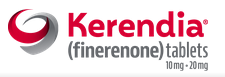 Kerendia®
(finerenone) tablets
10 mg • 20 mg